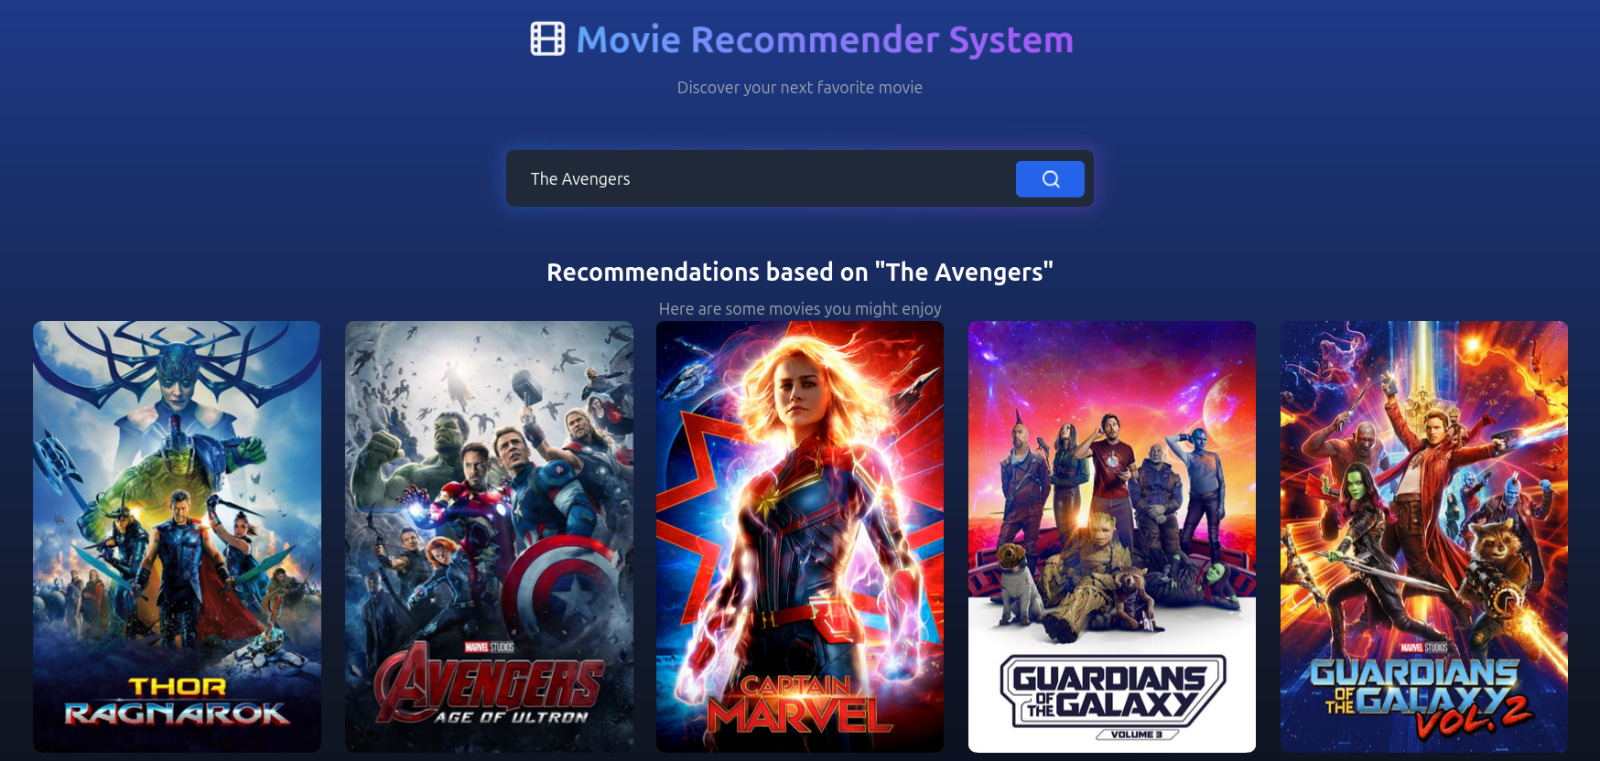 Movie Recommender System
Discover your next favorite movie
The Avengers
Recommendations based on "The Avengers"
Here are some movies you might enjoy
THOR
RAGNAROK
MARVEL STUDIOS
AVENGERS
AGE OF ULTRON
CAPTAIN
MARVEL
GUARDIANS
OF THE GALAXY
VOLUME 3
MARVEL STUDIOS
GUARDIANS
OF THE GALAXY
VOL. 2